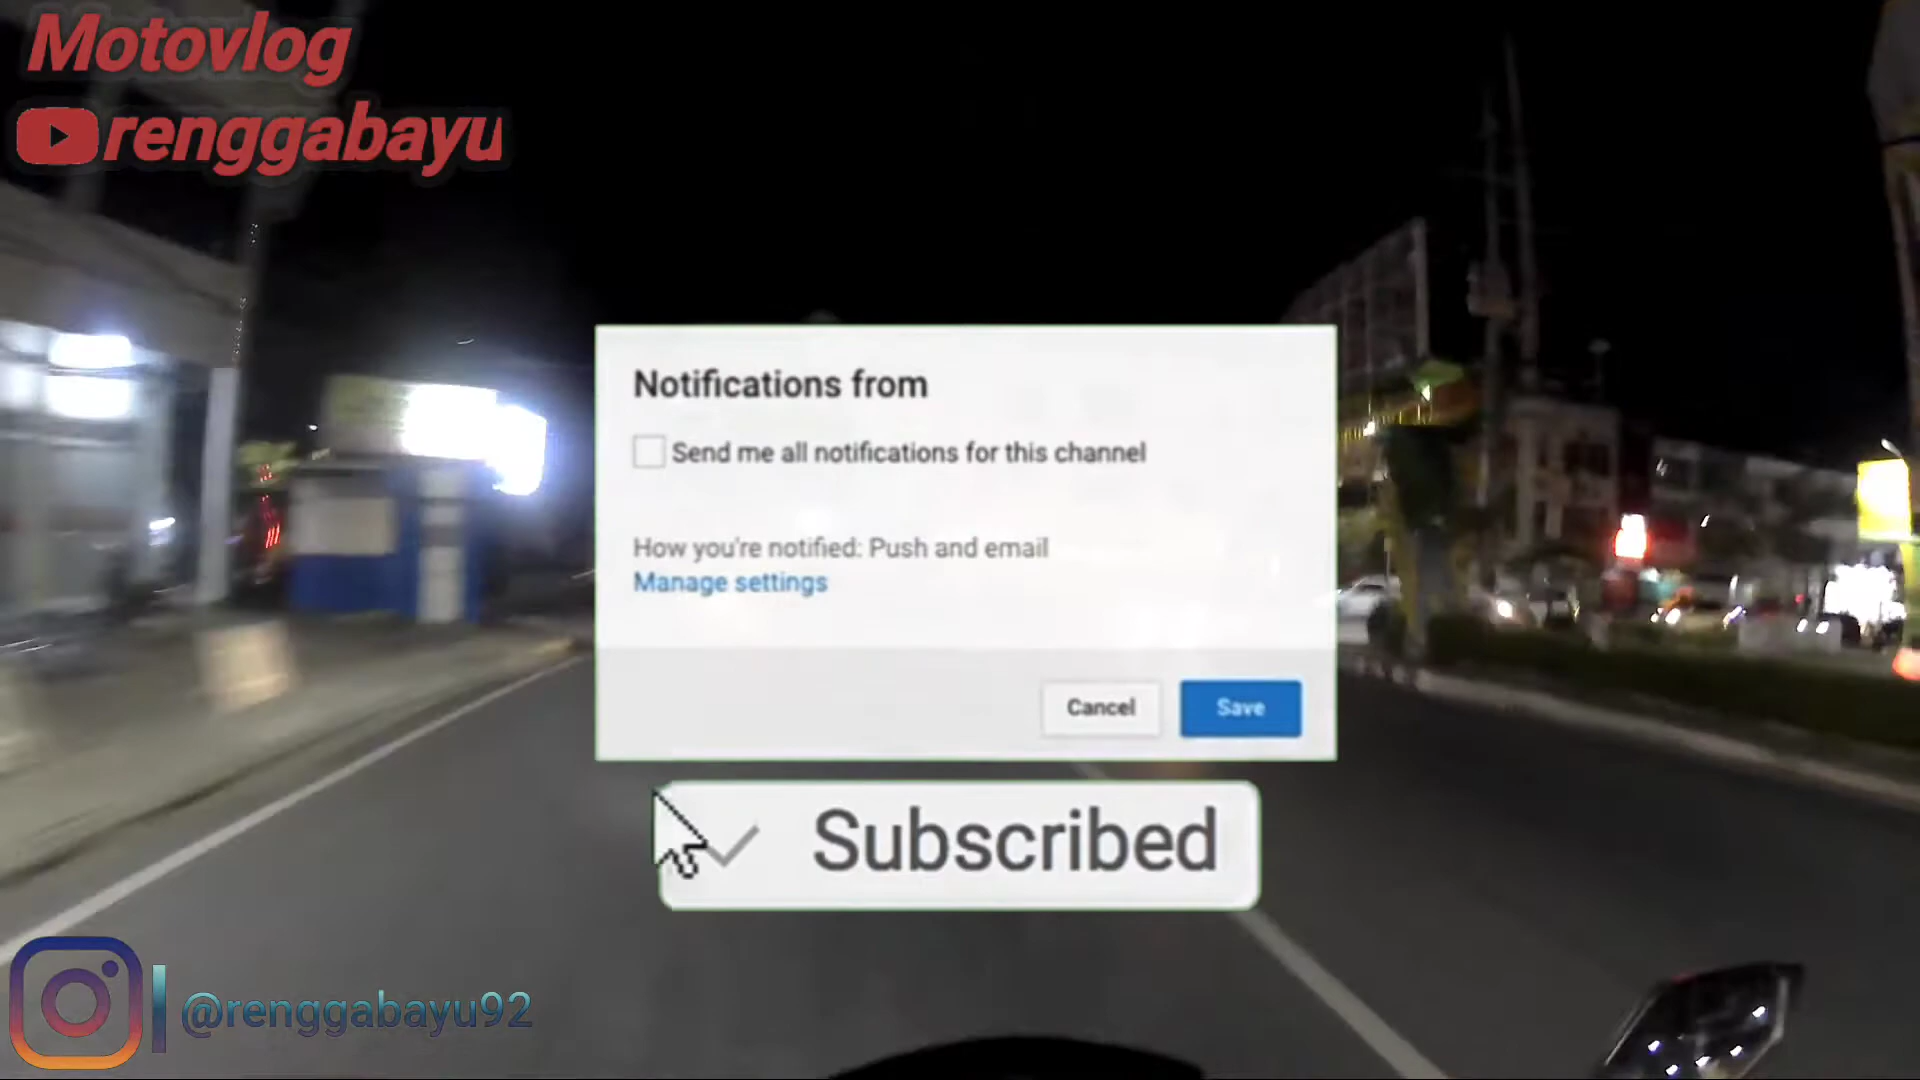 Motovlog
renggabayu
Notifications from
Send me all notifications for this channel
How you're notified: Push and email
Manage settings
Cancel
Save
Subscribed
@renggabayu92